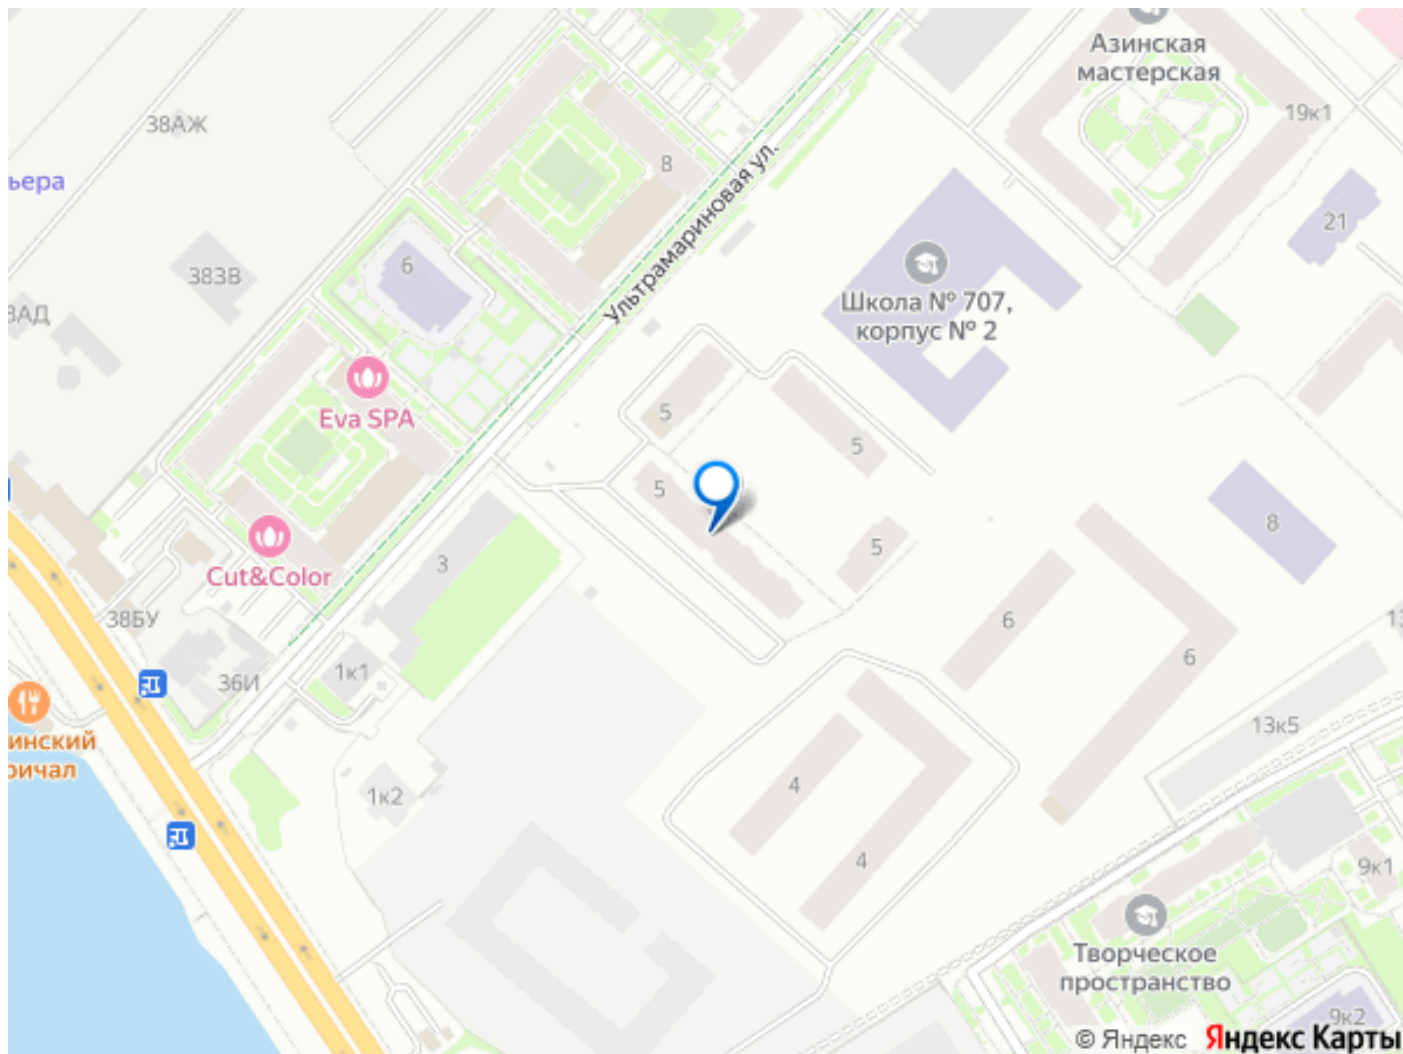 Азинская
мастерская
19к1
38АЖ
8
ьера
Ультрамариновая ул.
21
6
383В
Школа № 707,
корпус № 2
ЗАД
Eva SPA
5
5
5
8
5
Cut&Color
3
38БУ
6
6
1к1
36И
13к5
инский
ричал
4
1к2
4
9к1
Творческое
пространство
9к2
© Яндекс Яндекс Карты